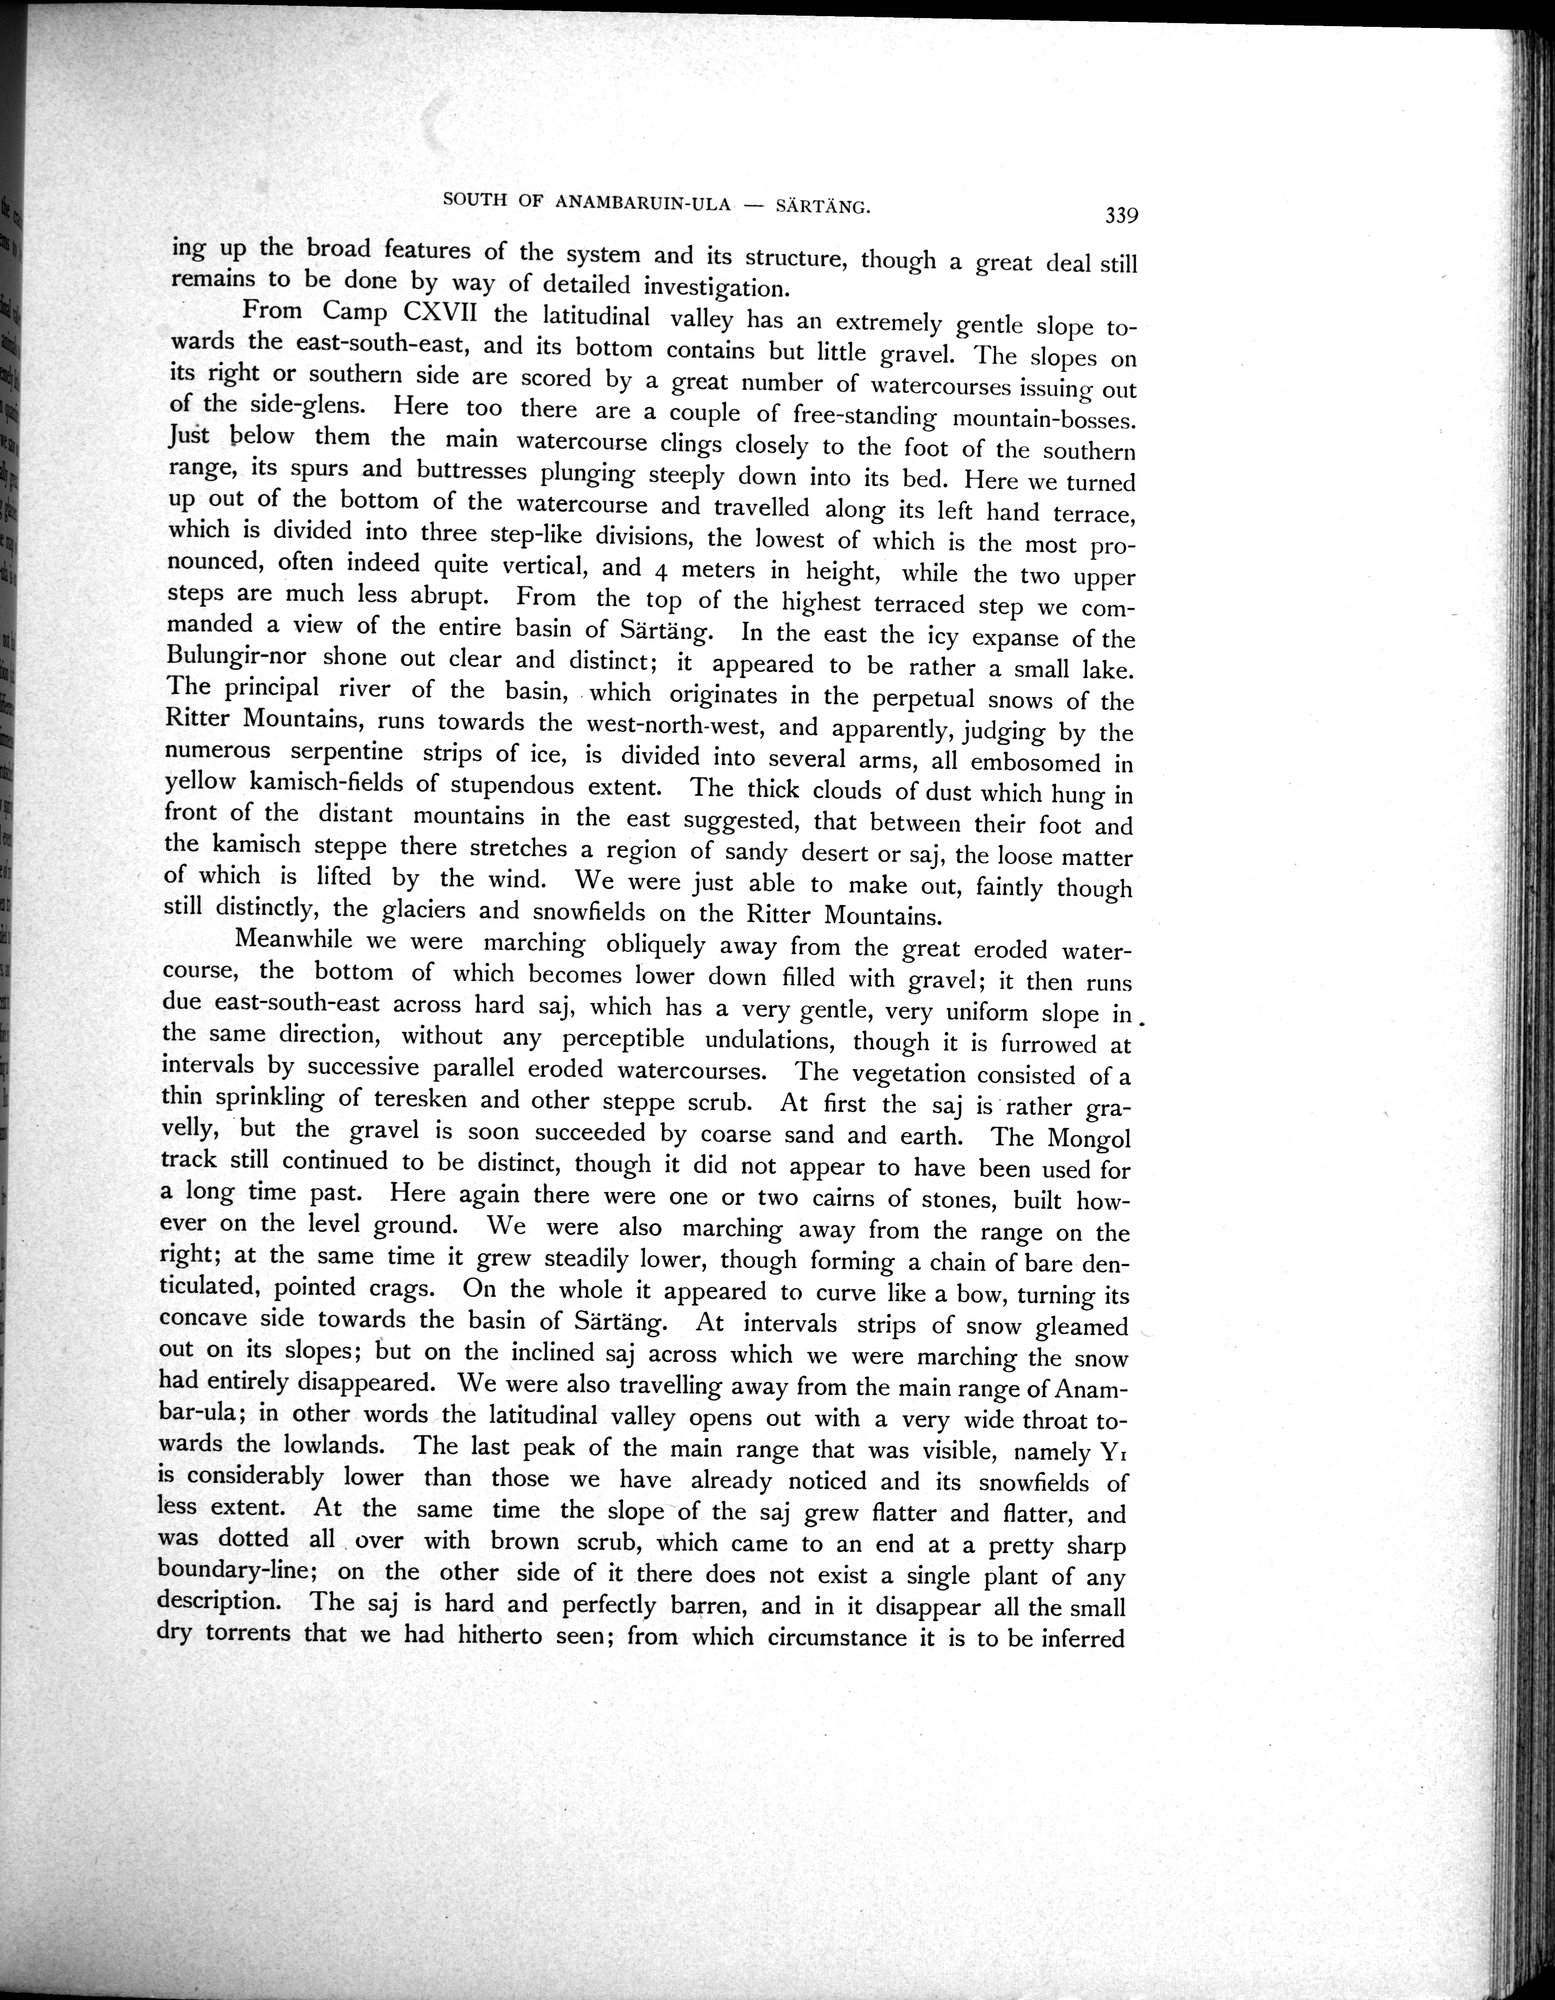 SOUTH OF ANAMBARUIN-ULA — SÄRTÄNG.
339
ing up the broad features of the system and its structure, though a great deal still
remains to be done by way of detailed investigation.
From Camp CXVII the latitudinal valley has an extremely gentle slope to-
wards the east-south-east, and its bottom contains but little gravel. The slopes on
its right or southern side are scored by a great number of watercourses issuing out
of the side-glens. Here too there are a couple of free-standing mountain-bosses.
Just below them the main watercourse clings closely to the foot of the southern
range, its spurs and buttresses plunging steeply down into its bed. Here we turned
up out of the bottom of the watercourse and travelled along its left hand terrace,
which is divided into three step-like divisions, the lowest of which is the most pro-
nounced, often indeed quite vertical, and 4 meters in height, while the two upper
steps are much less abrupt. From the top of the highest terraced step we com-
manded a view of the entire basin of Särtäng. In the east the icy expanse of the
Bulungir-nor shone out clear and distinct; it appeared to be rather a small lake.
The principal river of the basin, which originates in the perpetual snows of the
Ritter Mountains, runs towards the west-north-west, and apparently, judging by the
numerous serpentine strips of ice, is divided into several arms, all embosomed in
yellow kamisch-fields of stupendous extent. The thick clouds of dust which hung in
front of the distant mountains in the east suggested, that between their foot and
the kamisch steppe there stretches a region of sandy desert or saj, the loose matter
of which is lifted by the wind. We were just able to make out, faintly though
still distinctly, the glaciers and snowfields on the Ritter Mountains.
Meanwhile we were marching obliquely away from the great eroded water-
course, the bottom of which becomes lower down filled with gravel; it then runs
due east-south-east across hard saj, which has a very gentle, very uniform slope in
the same direction, without any perceptible undulations, though it is furrowed at
intervals by successive parallel eroded watercourses. The vegetation consisted of a
thin sprinkling of teresken and other steppe scrub. At first the saj is rather gra-
velly, but the gravel is soon succeeded by coarse sand and earth. The Mongol
track still continued to be distinct, though it did not appear to have been used for
a long time past. Here again there were one or two cairns of stones, built how-
ever on the level ground. We were also marching away from the range on the
right; at the same time it grew steadily lower, though forming a chain of bare den-
ticulated, pointed crags. On the whole it appeared to curve like a bow, turning its
concave side towards the basin of Särtäng. At intervals strips of snow gleamed
out on its slopes; but on the inclined saj across which we were marching the snow
had entirely disappeared. We were also travelling away from the main range of Anam-
bar-ula; in other words the latitudinal valley opens out with a very wide throat to-
wards the lowlands. The last peak of the main range that was visible, namely Y1
is considerably lower than those we have already noticed and its snowfields of
less extent. At the same time the slope of the saj grew flatter and flatter, and
was dotted all over with brown scrub, which came to an end at a pretty sharp
boundary-line; on the other side of it there does not exist a single plant of any
description. The saj is hard and perfectly barren, and in it disappear all the small
dry torrents that we had hitherto seen; from which circumstance it is to be inferred